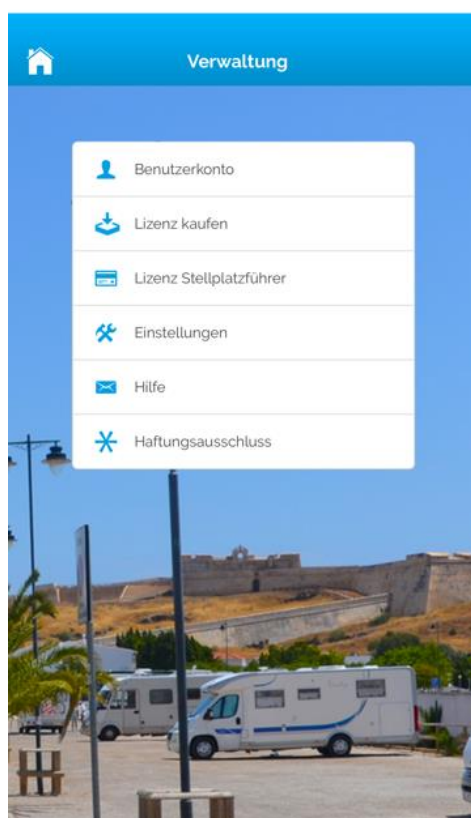 Verwaltung
Benutzerkonto
Lizenz kaufen
Lizenz Stellplatzführer
Einstellungen
Hilfe
Haftungsausschluss